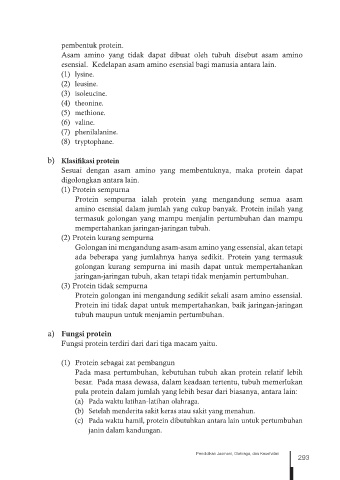 pembentuk protein.
Asam amino yang tidak dapat dibuat oleh tubuh disebut asam amino
esensial. Kedelapan asam amino esensial bagi manusia antara lain.
(1) lysine.
(2) leusine.
(3) isoleucine.
(4) theonine.
(5) methione.
(6) valine.
(7) phenilalanine.
(8) tryptophane.
b) Klasifikasi protein
Sesuai dengan asam amino yang membentuknya, maka protein dapat
digolongkan antara lain.
(1) Protein sempurna
Protein sempurna ialah protein yang mengandung semua asam
amino esensial dalam jumlah yang cukup banyak. Protein inilah yang
termasuk golongan yang mampu menjalin pertumbuhan dan mampu
mempertahankan jaringan-jaringan tubuh.
(2) Protein kurang sempurna
Golongan ini mengandung asam-asam amino yang essensial, akan tetapi
ada beberapa yang jumlahnya hanya sedikit. Protein yang termasuk
golongan kurang sempurna ini masih dapat untuk mempertahankan
jaringan-jaringan tubuh, akan tetapi tidak menjamin pertumbuhan.
(3) Protein tidak sempurna
Protein golongan ini mengandung sedikit sekali asam amino essensial.
Protein ini tidak dapat untuk mempertahankan, baik jaringan-jaringan
tubuh maupun untuk menjamin pertumbuhan.
a) Fungsi protein
Fungsi protein terdiri dari dari tiga macam yaitu.
(1) Protein sebagai zat pembangun
Pada masa pertumbuhan, kebutuhan tubuh akan protein relatif lebih
besar. Pada masa dewasa, dalam keadaan tertentu, tubuh memerlukan
pula protein dalam jumlah yang lebih besar dari biasanya, antara lain:
(a) Pada waktu latihan-latihan olahraga.
(b) Setelah menderita sakit keras atau sakit yang menahun.
(c) Pada waktu hamil, protein dibutuhkan antara lain untuk pertumbuhan
janin dalam kandungan.
Pendidikan Jasmani, Olahraga, dan Kesehatan
293